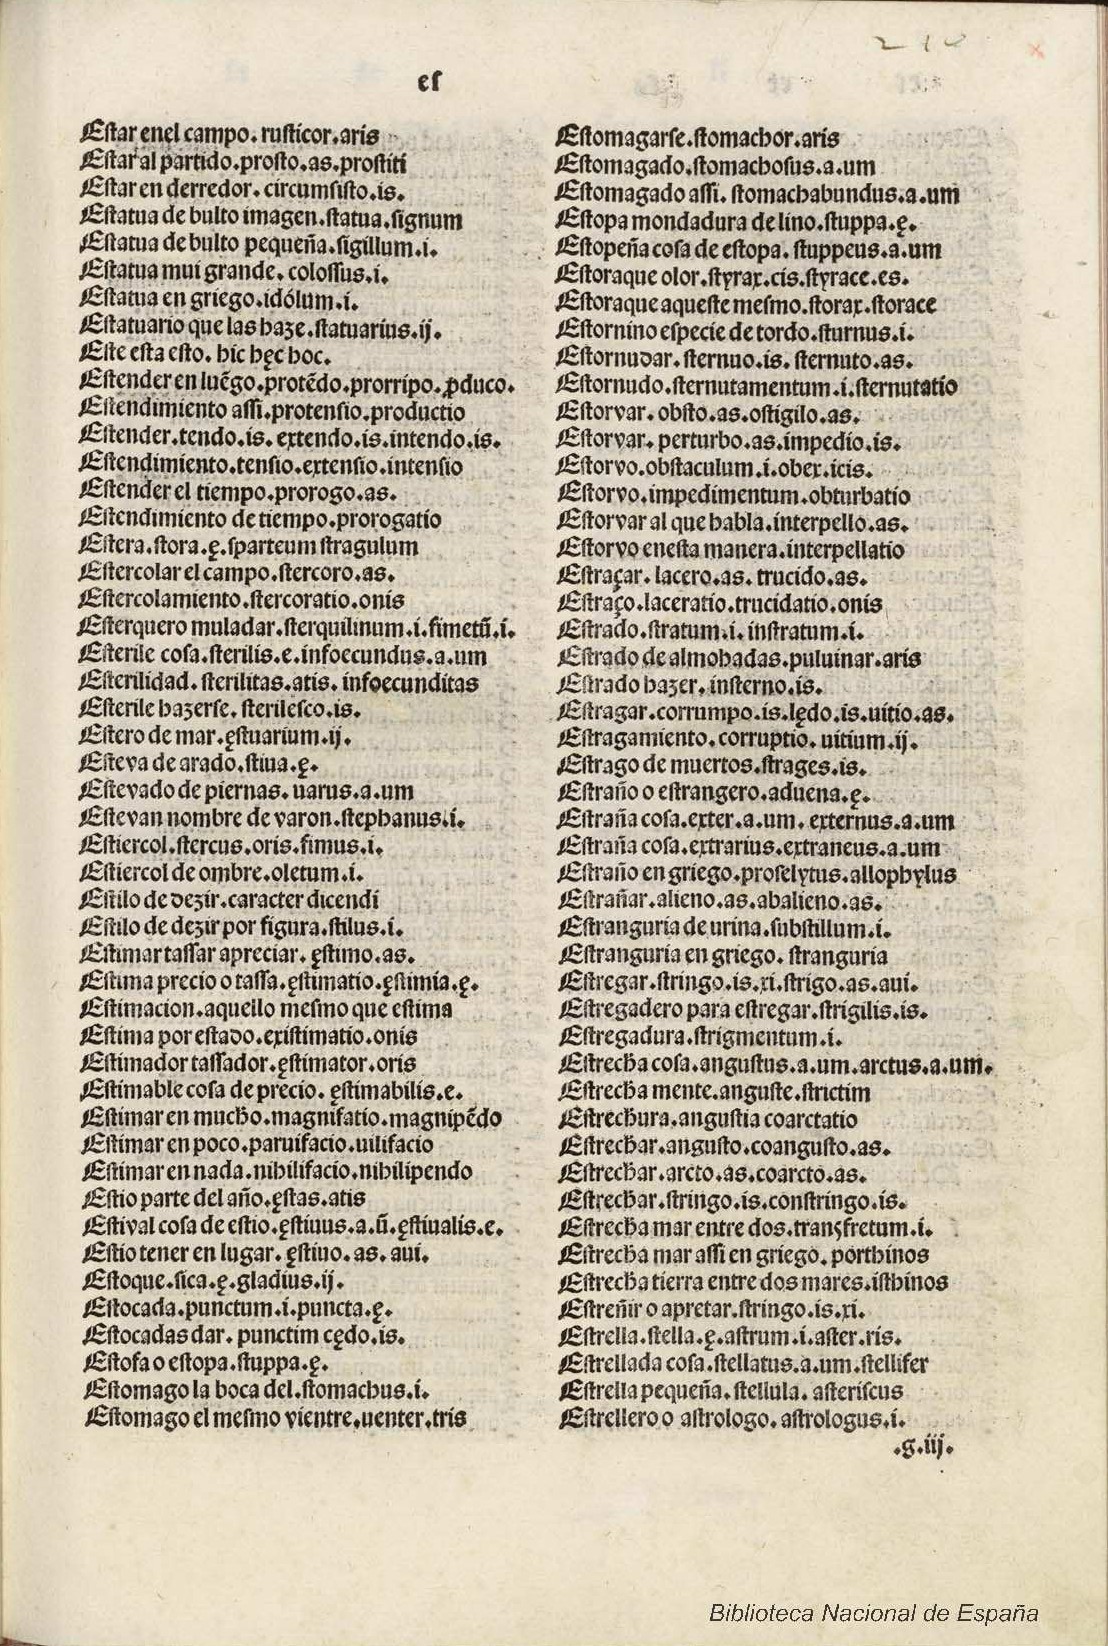 210
es
Estar enel campo. rusticor.aris
Estar al partido.prosto.as.prostiti
Estar en derredor. circumsisto.is.
Estatua de bulto imagen.statua.signum
Estatua de bulto pequeña.sigillum.i.
Estatua mui grande. colossus.i.
Estatua en griego.idólum.i.
Estatuario que las haze.statuarius.ij.
Este esta esto. hic hęc hoc.
Estender en luẽgo.protẽdo.prorripo.ꝓduco.
Estendimiento assi.protensio.productio
Estender.tendo.is. extendo.is.intendo.is.
Estendimiento.tensio.extensio.intensio
Estender el tiempo.prorogo.as.
Estendimiento de tiempo.prorogatio
Estera.stora.ę.sparteum stragulum
Estercolar el campo.stercoro.as.
Estercolamiento.stercoratio.onis
Esterquero muladar.sterquilinum.i.fimetũ.i.
Esterile cosa.sterilis.e.infoecundus.a.um
Esterilidad. sterilitas.atis. infoecunditas
Esterile hazerse. sterilesco.is.
Estero de mar.ęstuarium.ij.
Esteva de arado.stiua.ę.
Estevado de piernas. uarus.a.um
Estevan nombre de varon.stephanus.i.
Estiercol.stercus.oris.fimus.i.
Estiercol de ombre.oletum.i.
Estilo de dezir.caracter dicendi
Estilo de dezir por figura.stilus.i.
Estimar tassar apreciar. ęstimo.as.
Estima precio o tassa.ęstimatio.ęstimia.ę.
Estimacion.aquello mesmo que estima
Estima por estado.existimatio.onis
Estimador tassador.ęstimator.oris
Estimable cosa de precio. ęstimabilis.e.
Estimar en mucho.magnifatio.magnipẽdo
Estimar en poco.paruifacio.uilifacio
Estimar en nada.nihilifacio.nihilipendo
Estio parte del año.ęstas.atis
Estival cosa de estio.ęstiuus.a.ũ.ęstiualis.e.
Estio tener en lugar. ęstiuo.as.aui.
Estoque.sica.ę.gladius.ij.
Estocada.punctum.i.puncta.ę.
Estocadas dar. punctim cędo.is.
Estofa o estopa.stuppa.ę.
Estomago la boca del.stomachus.i.
Estomago el mesmo vientre.uenter.tris
Estomagarse.stomachor.aris
Estomagado.stomachosus.a.um
Estomagado assi. stomachabundus.a.um
Estopa mondadura de lino.stuppa.ę.
Estopeña cosa de estopa. stuppeus.a.um
Estoraque olor.styrax.cis.styrace.es.
Estoraque aqueste mesmo.storax.storace
Estornino especie de tordo.sturnus.i.
Estornudar.sternuo.is. sternuto.as.
Estornudo.sternutamentum.i.sternutatio
Estorvar. obsto.as.ostigilo.as.
Estorvar. perturbo.as.impedio.is.
Estorvo.obstaculum.i.obex.icis.
Estorvo.impedimentum.obturbatio
Estorvar al que habla.interpello.as.
Estorvo enesta manera.interpellatio
Estraçar. lacero.as. trucido.as.
Estraço.laceratio.trucidatio.onis
Estrado.stratum.i. instratum.i.
Estrado de almohadas.puluinar.aris
Estrado hazer. insterno.is.
Estragar.corrumpo.is.lędo.is.uitio.as.
Estragamiento.corruptio. uitium.ij.
Estrago de muertos.strages.is.
Estraño o estrangero.aduena.ę.
Estraña cosa.exter.a.um. externus.a.um
Estraña cosa.extrarius.extraneus.a.um
Estraño en griego.proselytus.allophylus
Estrañar.alieno.as.abalieno.as.
Estranguria de urina.substillum.i.
Estranguria en griego. stranguria
Estregar.stringo.is.xi.strigo.as.aui.
Estregadero para estregar.strigilis.is.
Estregadura.strigmentum.i.
Estrecha cosa.angustus.a.um.arctus.a.um.
Estrecha mente.anguste.strictim
Estrechura.angustia coarctatio
Estrechar.angusto.coangusto.as.
Estrechar.arcto.as.coarcto.as.
Estrechar.stringo.is.constringo.is.
Estrecha mar entre dos.transfretum.i.
Estrecha mar assi en griego. porthinos
Estrecha tierra entre dos mares.isthinos
Estreñir o apretar.stringo.is.xi.
Estrella.stella.ę.astrum.i.aster.ris.
Estrellada cosa.stellatus.a.um.stellifer
Estrella pequeña.stellula. asteriscus
Estrellero o astrologo.astrologus.i.
.g.iij.
Biblioteca Nacional de España